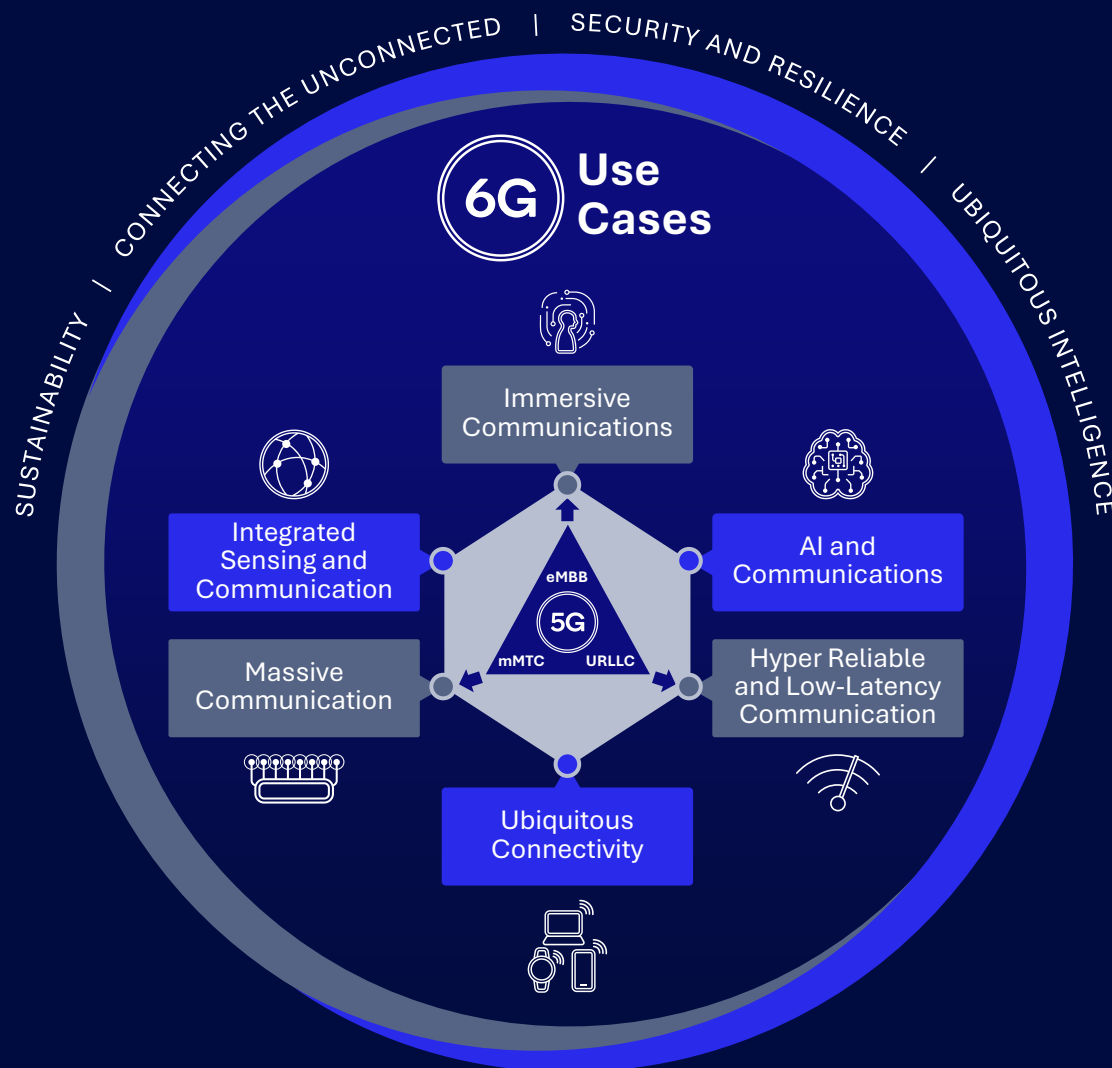 SUSTAINABILITY | CONNECTING THE UNCONNECTED | SECURITY AND RESILIENCE | UBIQUITOUS INTELLIGENCE
6G
Use
Cases
Immersive
Communications
Integrated
Sensing and
Communication
AI and
Communications
eMBB
5G
mMTC
URLLC
Massive
Communication
Hyper Reliable
and Low-Latency
Communication
Ubiquitous
Connectivity